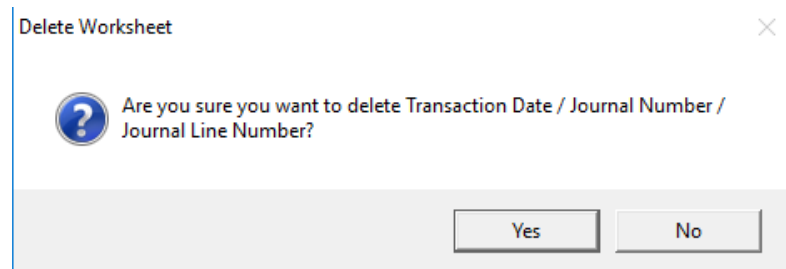 Delete Worksheet
Are you sure you want to delete Transaction Date / Journal Number /
Journal Line Number?
Yes
No